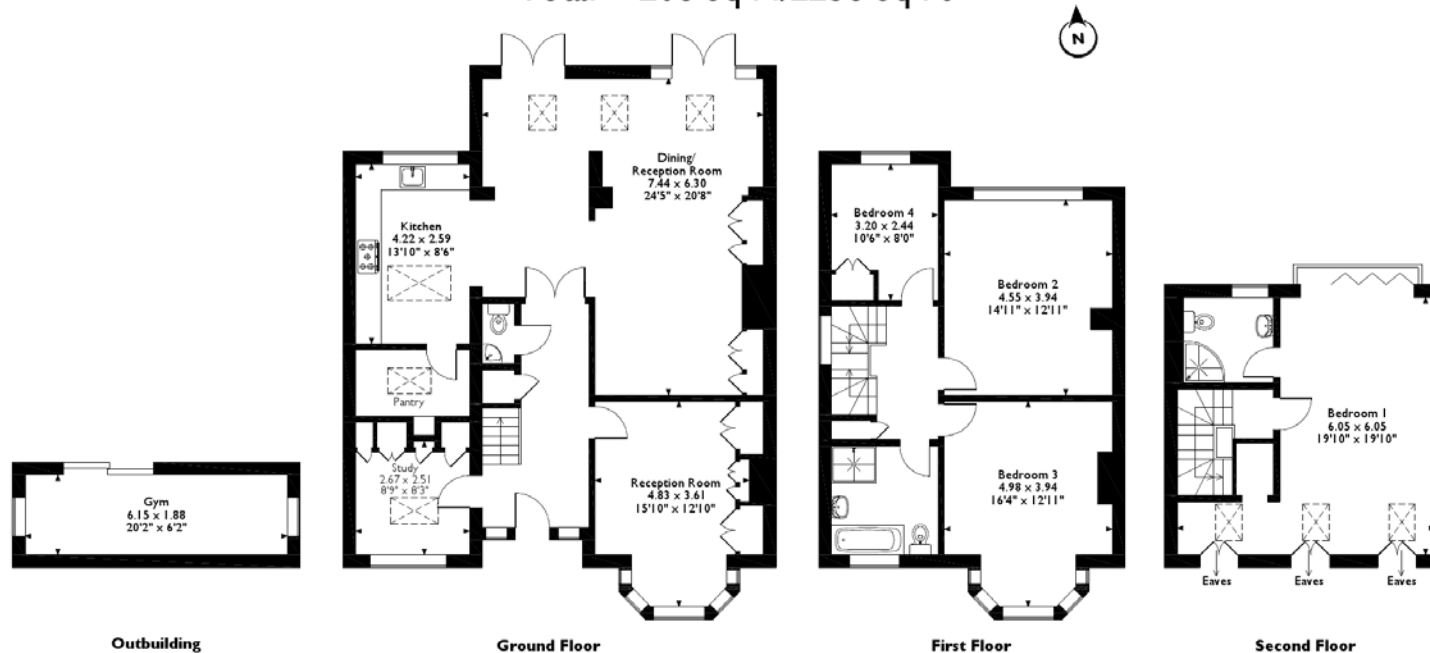 N
Dining/
Reception Room
7.44 x 6.30
24'5" x 20'8"
Kitchen
4.22 x 2.59
13'10" x 8'6"
Pantry
Study
2.67 x 2.51
8'9" x 8'3"
Reception Room
4.83 x 3.61
15'10" x 12'10"
Gym
6.15 x 1.88
20'2" x 6'2"
Bedroom 4
3.20 x 2.44
10'6" x 8'0"
Bedroom 2
4.55 x 3.94
14'11" x 12'11"
Bedroom 3
4.98 x 3.94
16'4" x 12'11"
Bedroom 1
6.05 x 6.05
19'10" x 19'10"
Eaves
Eaves
Eaves
Outbuilding
Ground Floor
First Floor
Second Floor